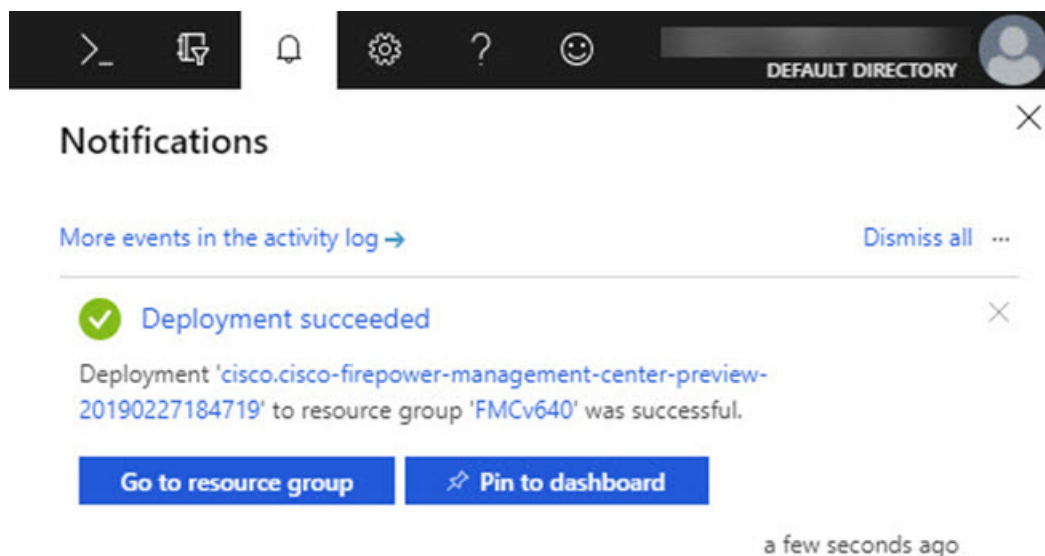 DEFAULT DIRECTORY
Notifications
More events in the activity log →
Dismiss all ...
Deployment succeeded
Deployment 'cisco.cisco-firepower-management-center-preview-
20190227184719' to resource group 'FMCv640' was successful.
Go to resource group
Pin to dashboard
a few seconds ago